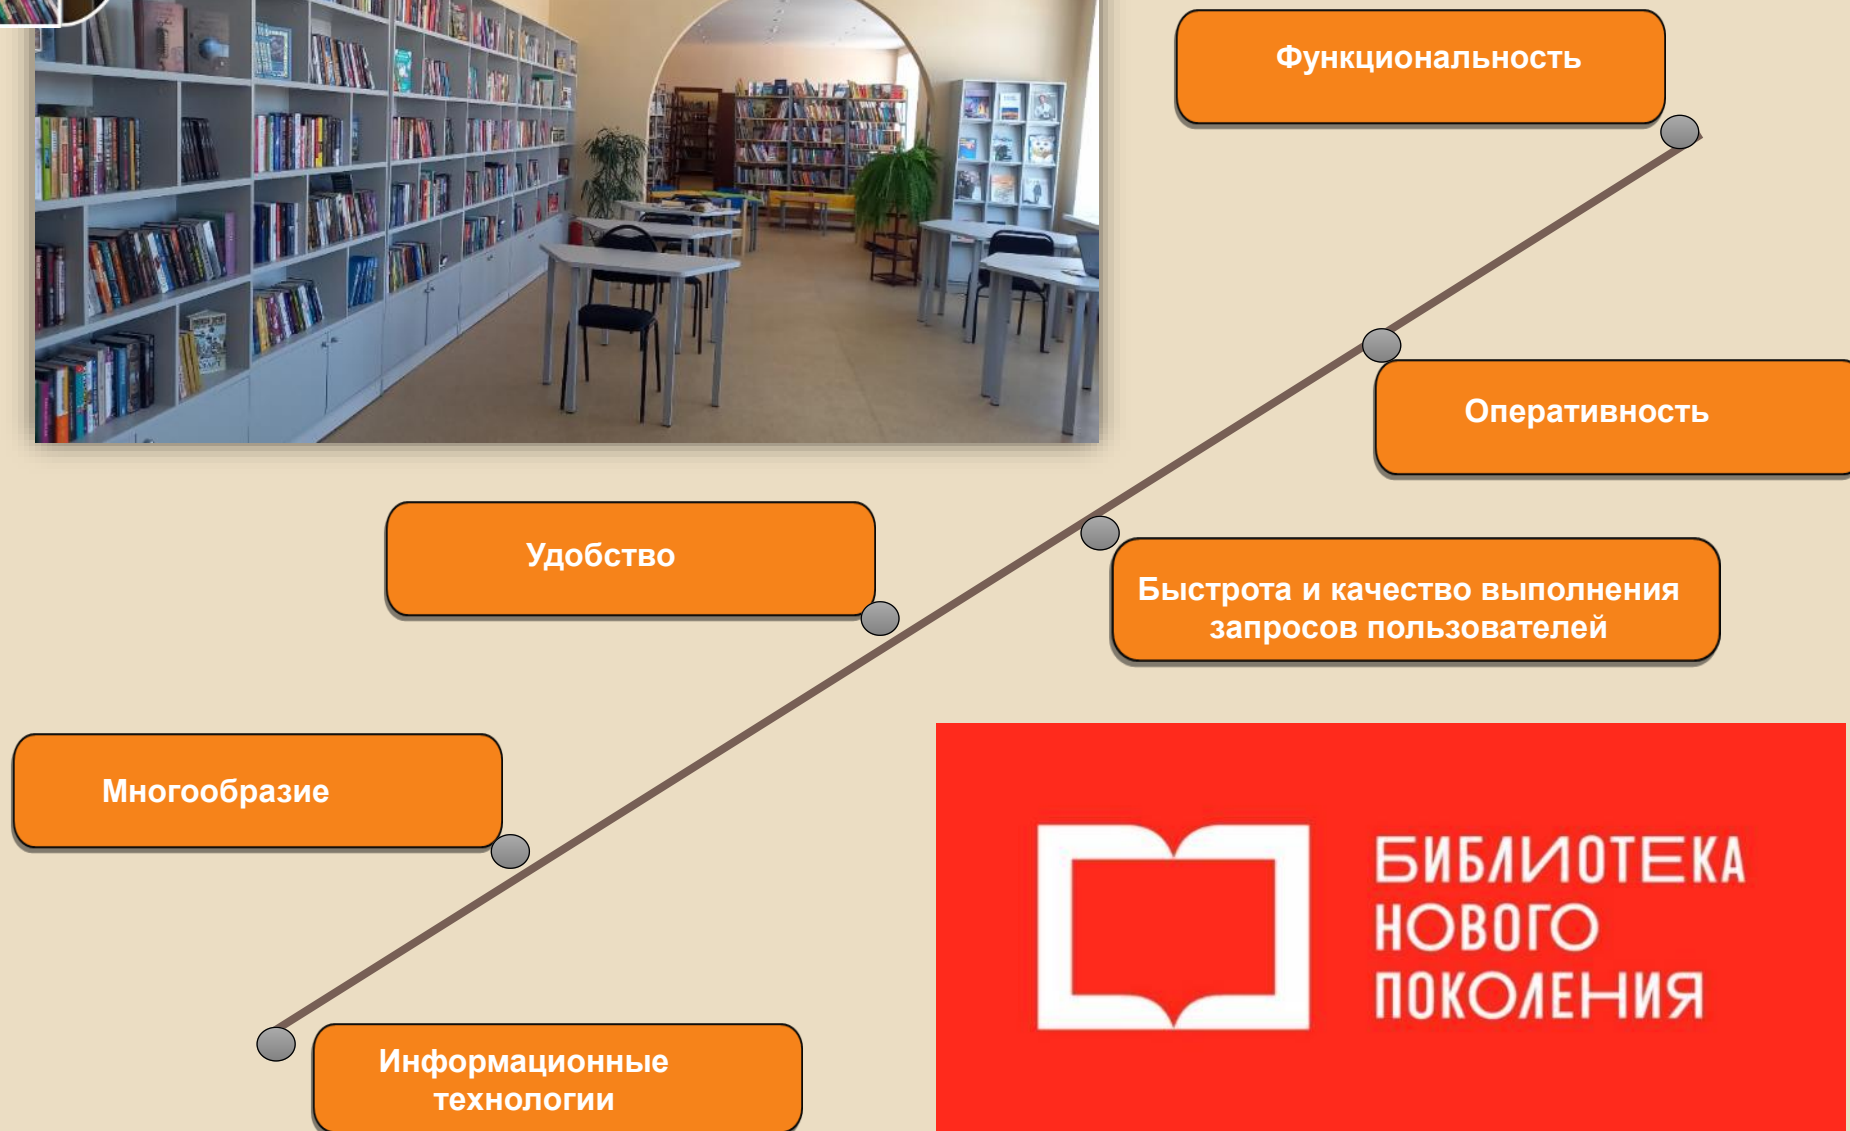 Функциональность
Оперативность
Удобство
Быстрота и качество выполнения
запросов пользователей
Многообразие
БИБЛИОТЕКА
НОВОГО
ПОКОЛЕНИЯ
Информационные
технологии